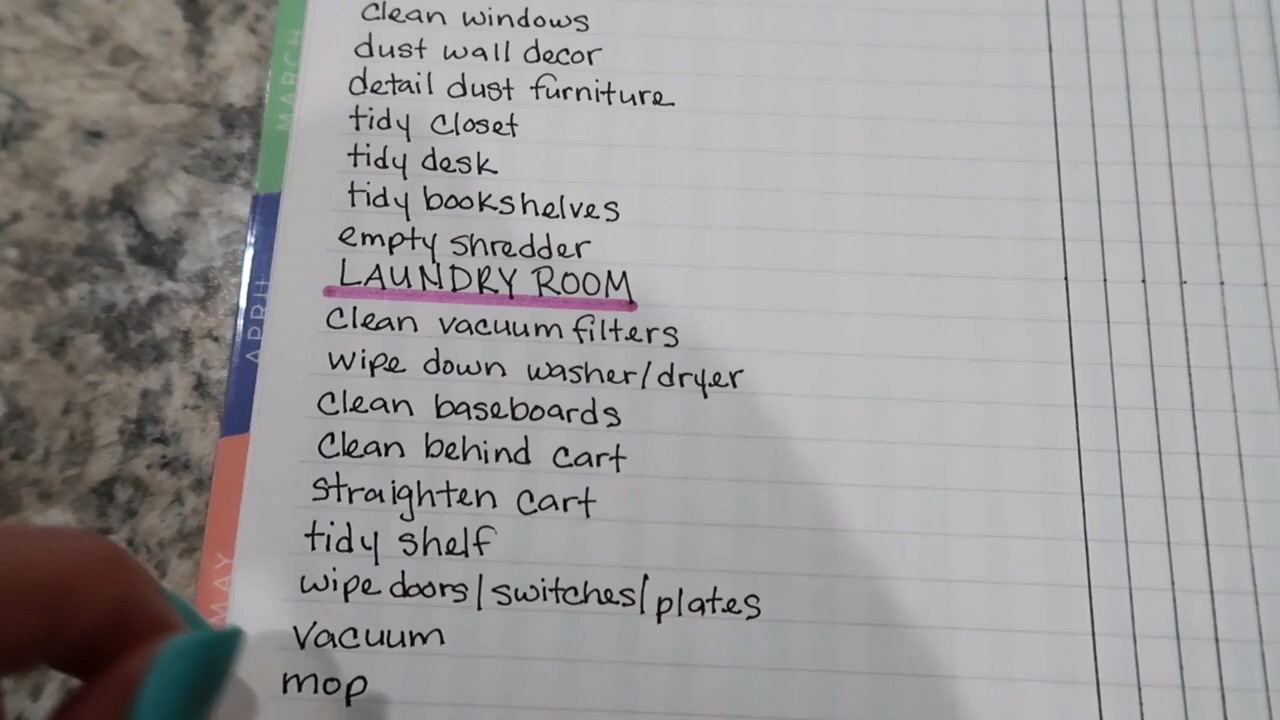 clean windows
dust wall decor
detail dust furniture
tidy closet
tidy desk
tidy bookshelves
empty shredder
LAUNDRY ROOM
clean vacuum filters
wipe down washer/dryer
clean baseboards
clean behind cart
straighten cart
tidy shelf
wipe doors/switches/plates
vacuum
mop
MARCH
APRIL
MAY